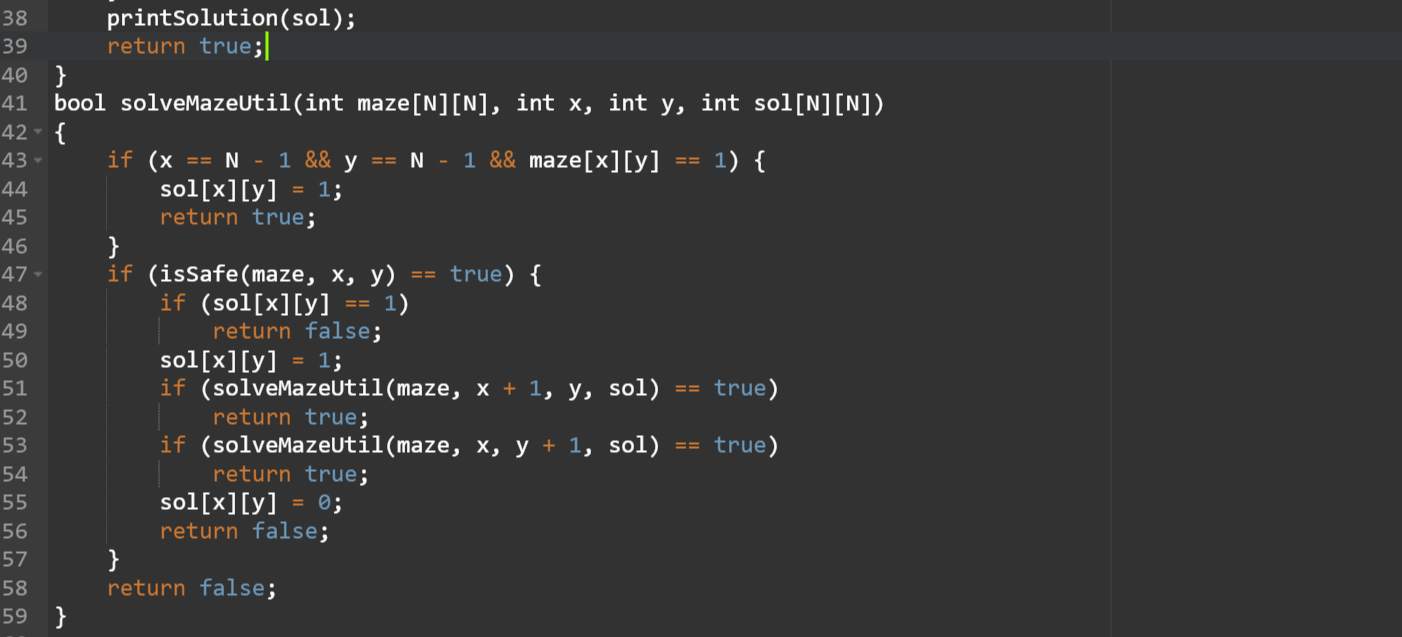 38 printSolution(sol);
39 return true;
40 }
41 bool solveMazeUtil(int maze[N][N], int x, int y, int sol[N][N])
42 {
43 if (x == N - 1 && y == N - 1 && maze[x][y] == 1) {
44 sol[x][y] = 1;
45 return true;
46 }
47 if (isSafe(maze, x, y) == true) {
48 if (sol[x][y] == 1)
49 return false;
50 sol[x][y] = 1;
51 if (solveMazeUtil(maze, x + 1, y, sol) == true)
52 return true;
53 if (solveMazeUtil(maze, x, y + 1, sol) == true)
54 return true;
55 sol[x][y] = 0;
56 return false;
57 }
58 return false;
59 }